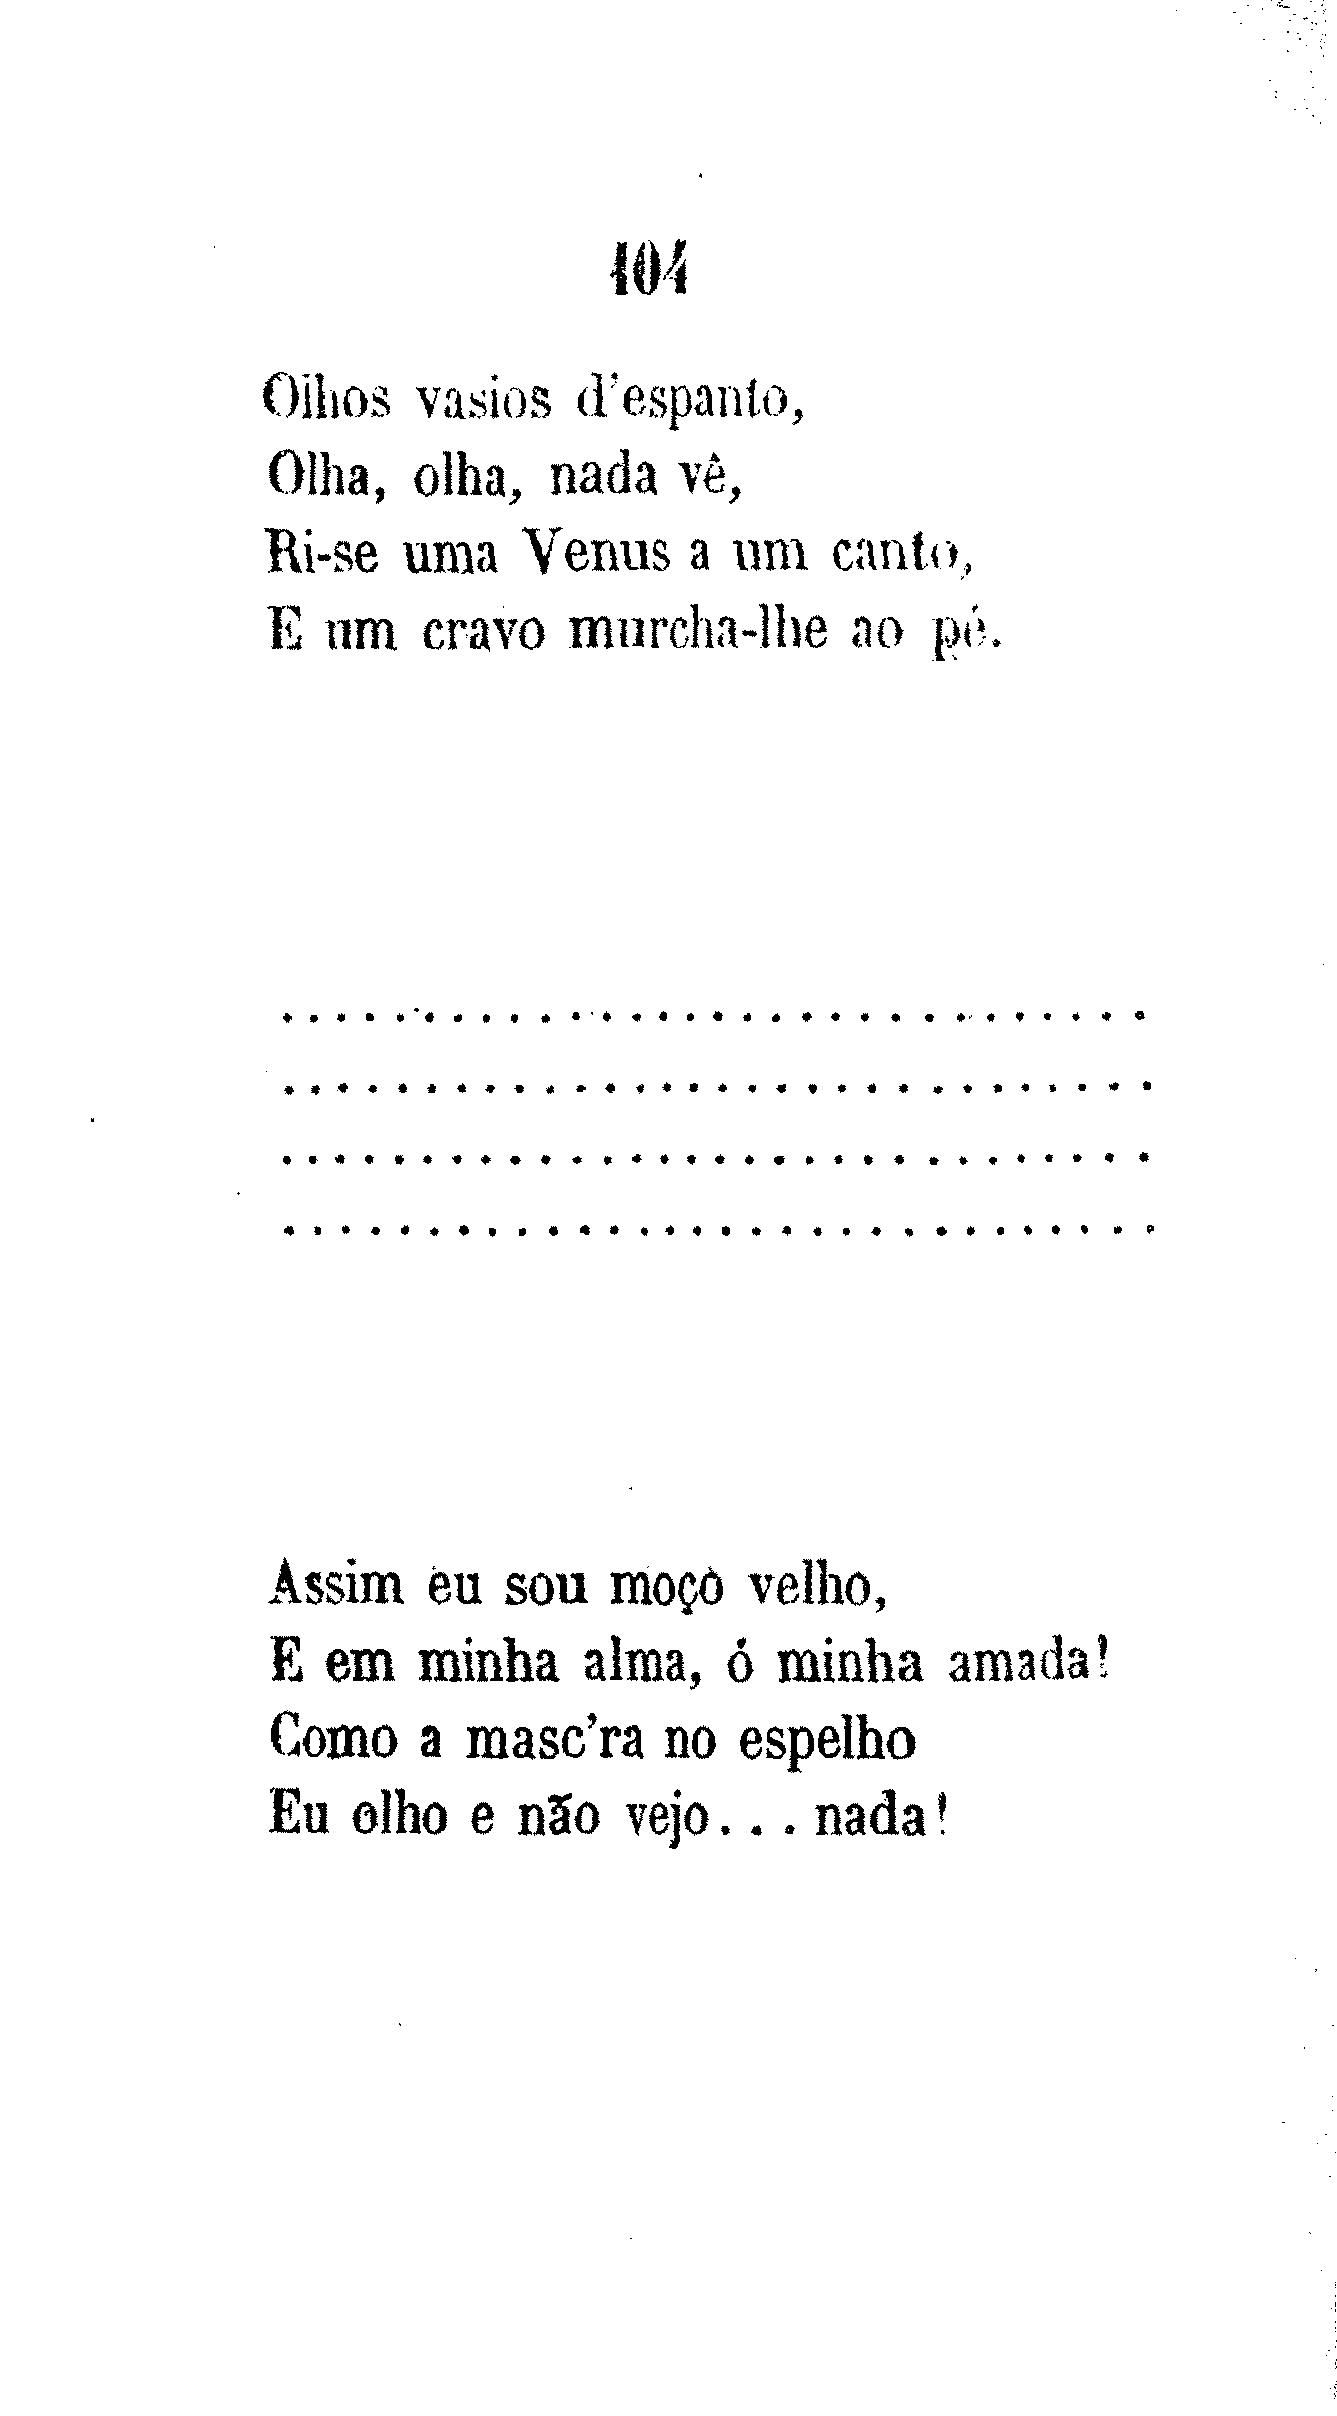 104
Olhos vasios d'espanto,
Olha, olha, nada vê,
Ri-se uma Venus a um canto,
E um cravo murcha-lhe ao pé.
. . . . . . . . . . . . . . . . . . . . . . . . . . . . . .
. . . . . . . . . . . . . . . . . . . . . . . . . . . . . .
. . . . . . . . . . . . . . . . . . . . . . . . . . . . . .
. . . . . . . . . . . . . . . . . . . . . . . . . . . . . .
Assim eu sou moço velho,
E em minha alma, ó minha amada!
Como a masc'ra no espelho
Eu olho e não vejo... nada!